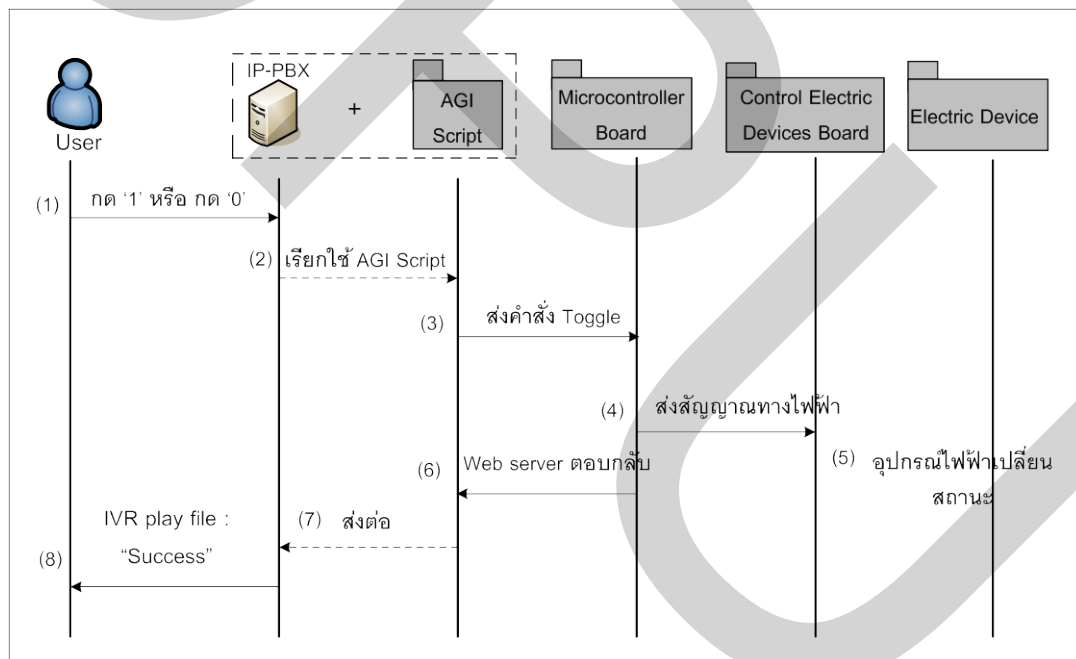 IP-PBX
+
AGI
Script
Microcontroller
Board
Control Electric
Devices Board
Electric Device
User
(1) กด ‘1’ หรือ กด ‘0’
(2) เรียกใช้ AGI Script
(3) ส่งคำสั่ง Toggle
(4) ส่งสัญญาณทางไฟฟ้า
(5) อุปกรณ์ไฟฟ้าเปลี่ยน
สถานะ
(6) Web server ตอบกลับ
(7) ส่งต่อ
IVR play file :
(8) “Success”